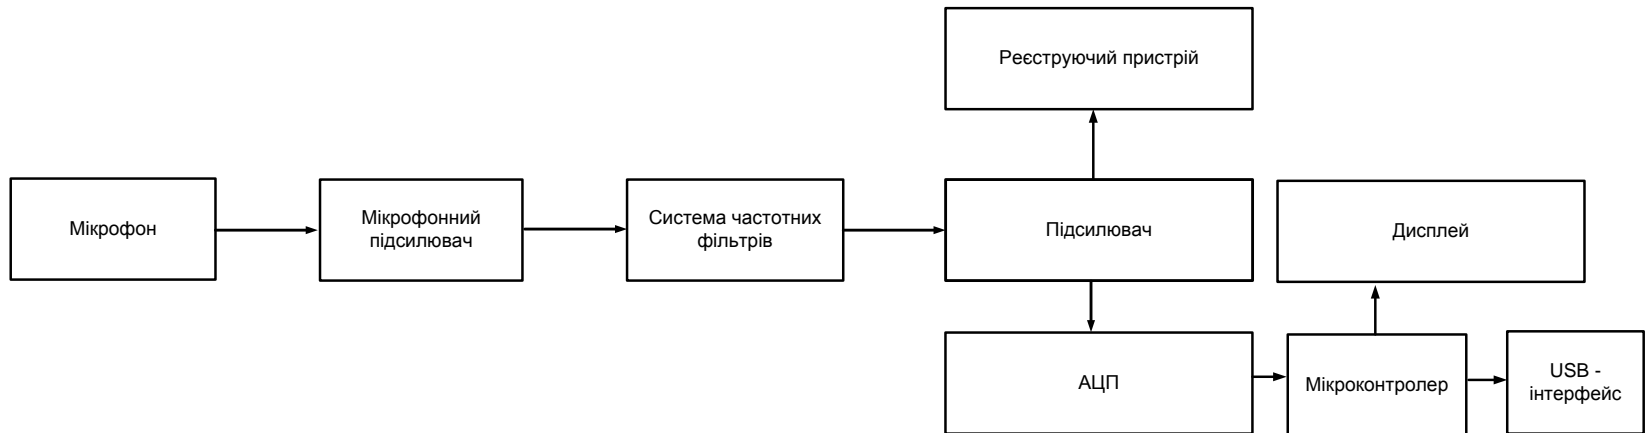 Реєструючий пристрій
Мікрофон
Мікрофонний
підсилювач
Система частотних
фільтрів
Підсилювач
Дисплей
АЦП
Мікроконтролер
USB -
інтерфейс